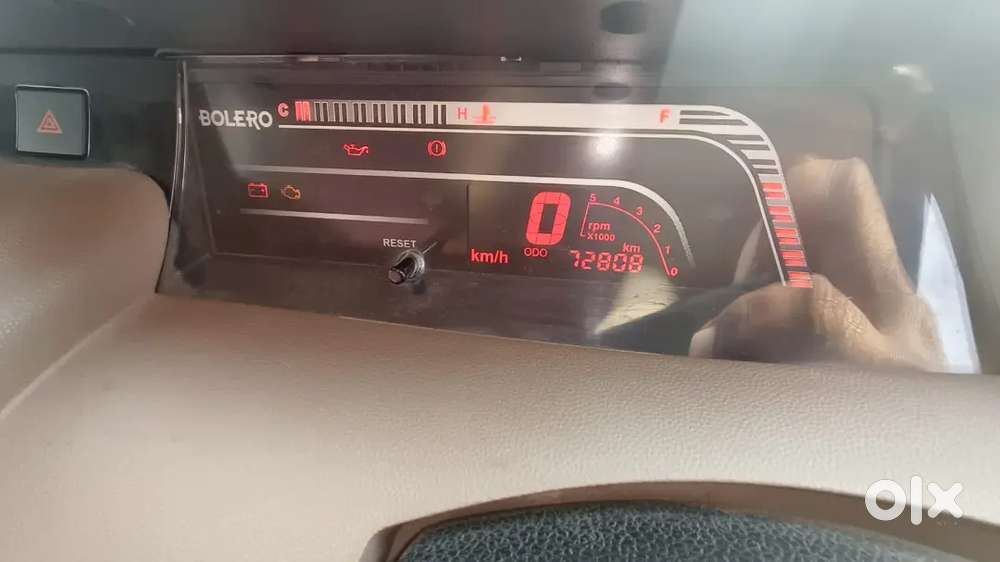 BOLERO
C H F
RESET
0 km/h
5 4 3 2 1 0
rpm
X1000
ODO 72808 km
olx